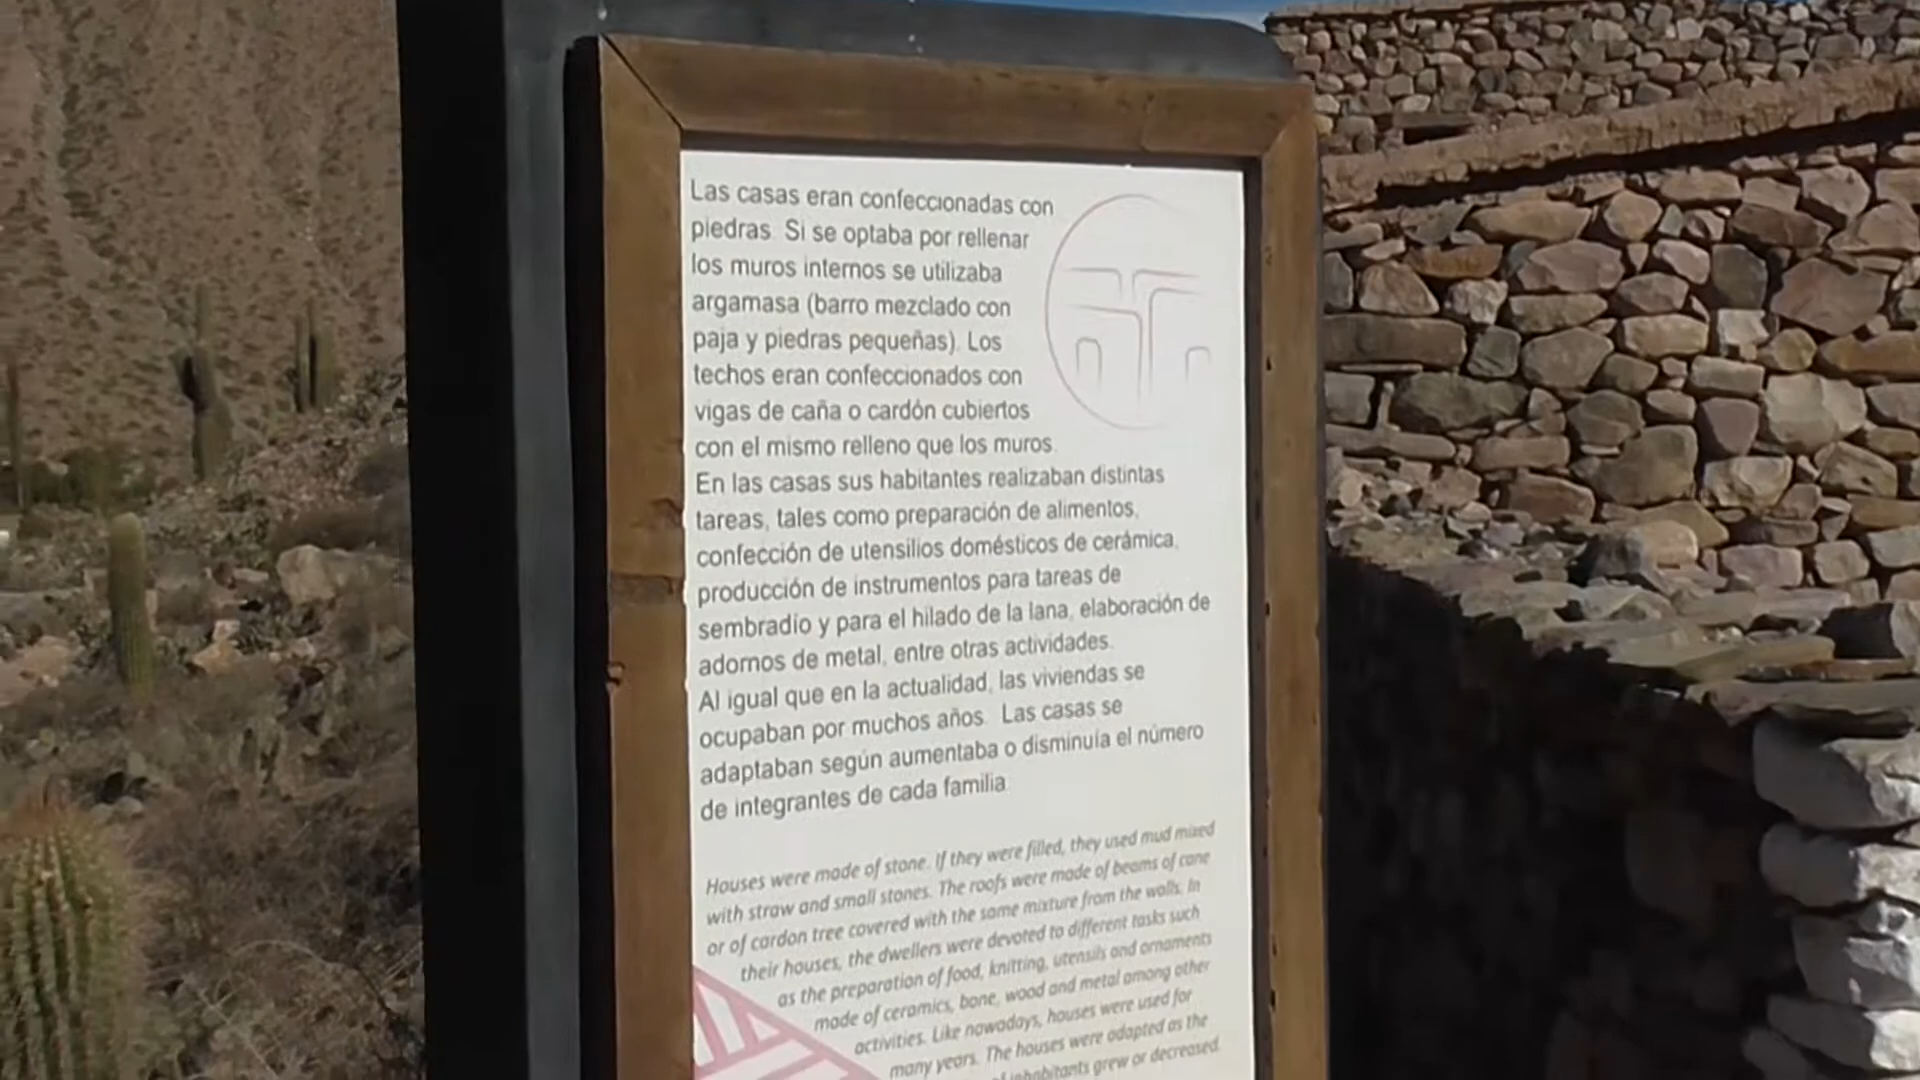 Las casas eran confeccionadas con
piedras. Si se optaba por rellenar
los muros internos se utilizaba
argamasa (barro mezclado con
paja y piedras pequeñas). Los
techos eran confeccionados con
vigas de caña o cardón cubiertos
con el mismo relleno que los muros.
En las casas sus habitantes realizaban distintas
tareas, tales como preparación de alimentos,
confección de utensilios domésticos de cerámica,
producción de instrumentos para tareas de
sembradío y para el hilado de la lana, elaboración de
adornos de metal, entre otras actividades.
Al igual que en la actualidad, las viviendas se
ocupaban por muchos años. Las casas se
adaptaban según aumentaba o disminuía el número
de integrantes de cada familia.
Houses were made of stone. If they were filled, they used mud mixed
with straw and small stones. The roofs were made of beams of cane
or of cardon tree covered with the same mixture from the walls. In
their houses, the dwellers were devoted to different tasks such
as the preparation of food, knitting, utensils and ornaments
made of ceramics, bone, wood and metal among other
activities. Like nowadays, houses were used for
many years. The houses were adapted as the
of inhabitants grew or decreased.